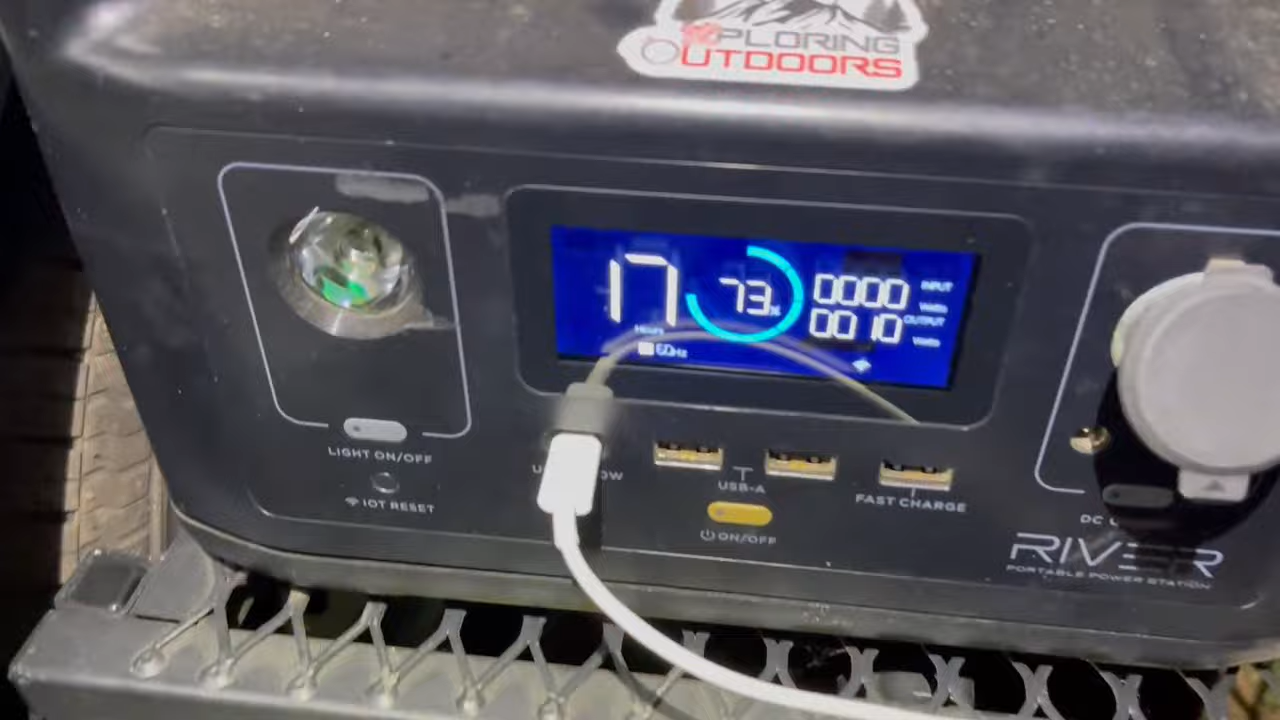 PLORING
OUTDOORS
17
Hours
60Hz
73%
0000
INPUT
Watts
0010
OUTPUT
Watts
LIGHT ON/OFF
IOT RESET
USB-A
ON/OFF
FAST CHARGE
DC
RIVER
PORTABLE POWER STATION